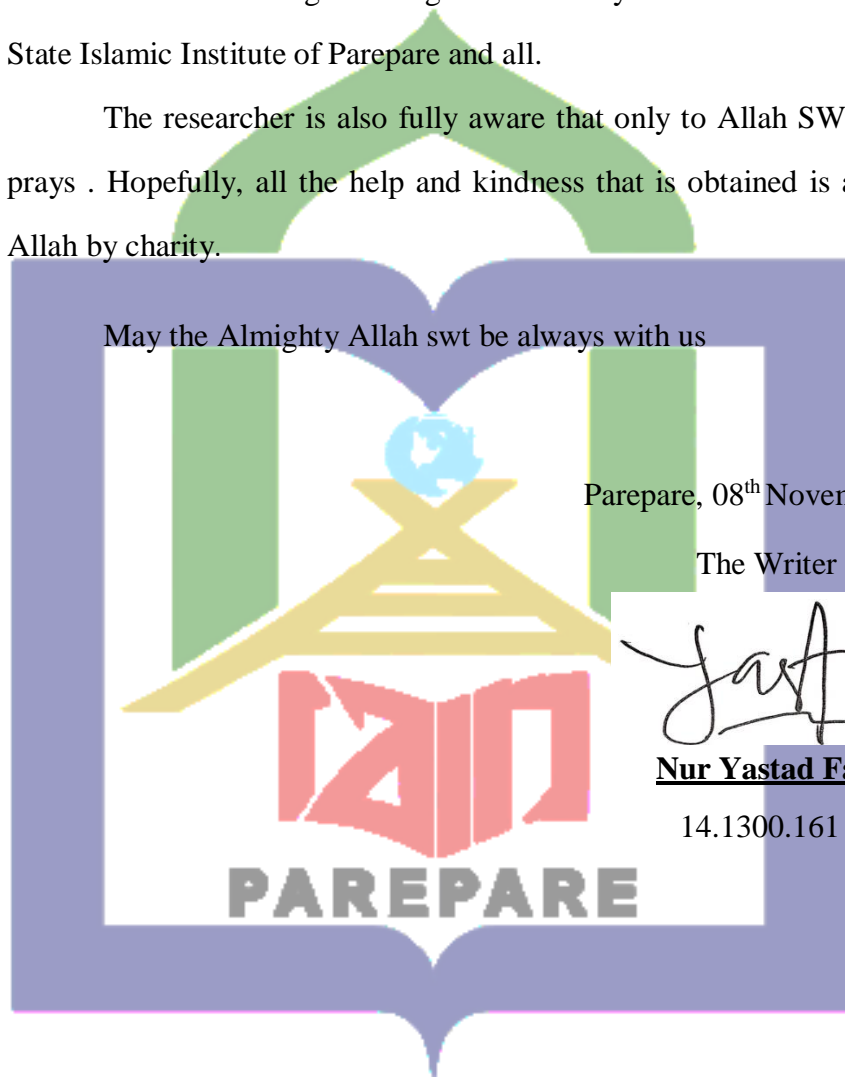 State Islamic Institute of Parepare and all.
The researcher is also fully aware that only to Allah SW
prays . Hopefully, all the help and kindness that is obtained is a
Allah by charity.
May the Almighty Allah swt be always with us
Parepare, 08th Novem
The Writer
Nur Yastad Fa
14.1300.161
IAIN
PAREPARE